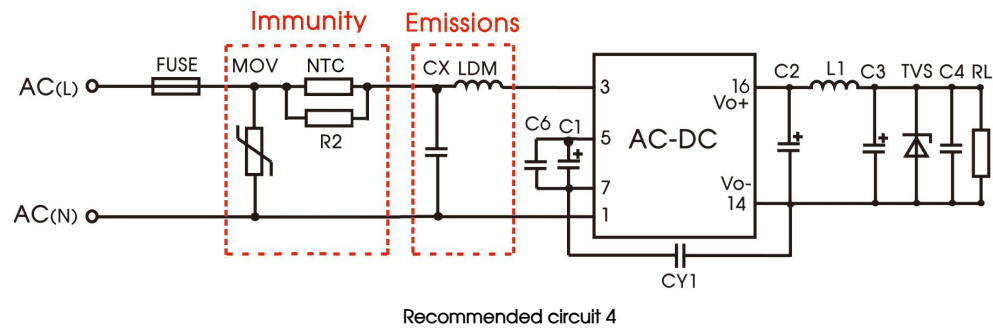 Immunity Emissions
FUSE MOV NTC CX LDM
AC(L)
R2
C6 C1
+
3
5
7
1
AC-DC
16
Vo+
Vo-
14
C2 L1 C3 TVS C4 RL
+ +
AC(N)
CY1
Recommended circuit 4